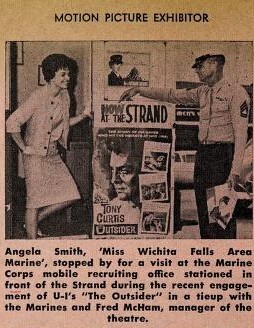 MOTION PICTURE EXHIBITOR
NOW
AT THE STRAND
TONY
CURTIS
OUTSIDER
Angela Smith, 'Miss Wichita Falls Area
Marine', stopped by for a visit at the Marine
Corps mobile recruiting office stationed in
front of the Strand during the recent engage-
ment of U-I's "The Outsider" in a tieup with
the Marines and Fred McHam, manager of
the theatre.